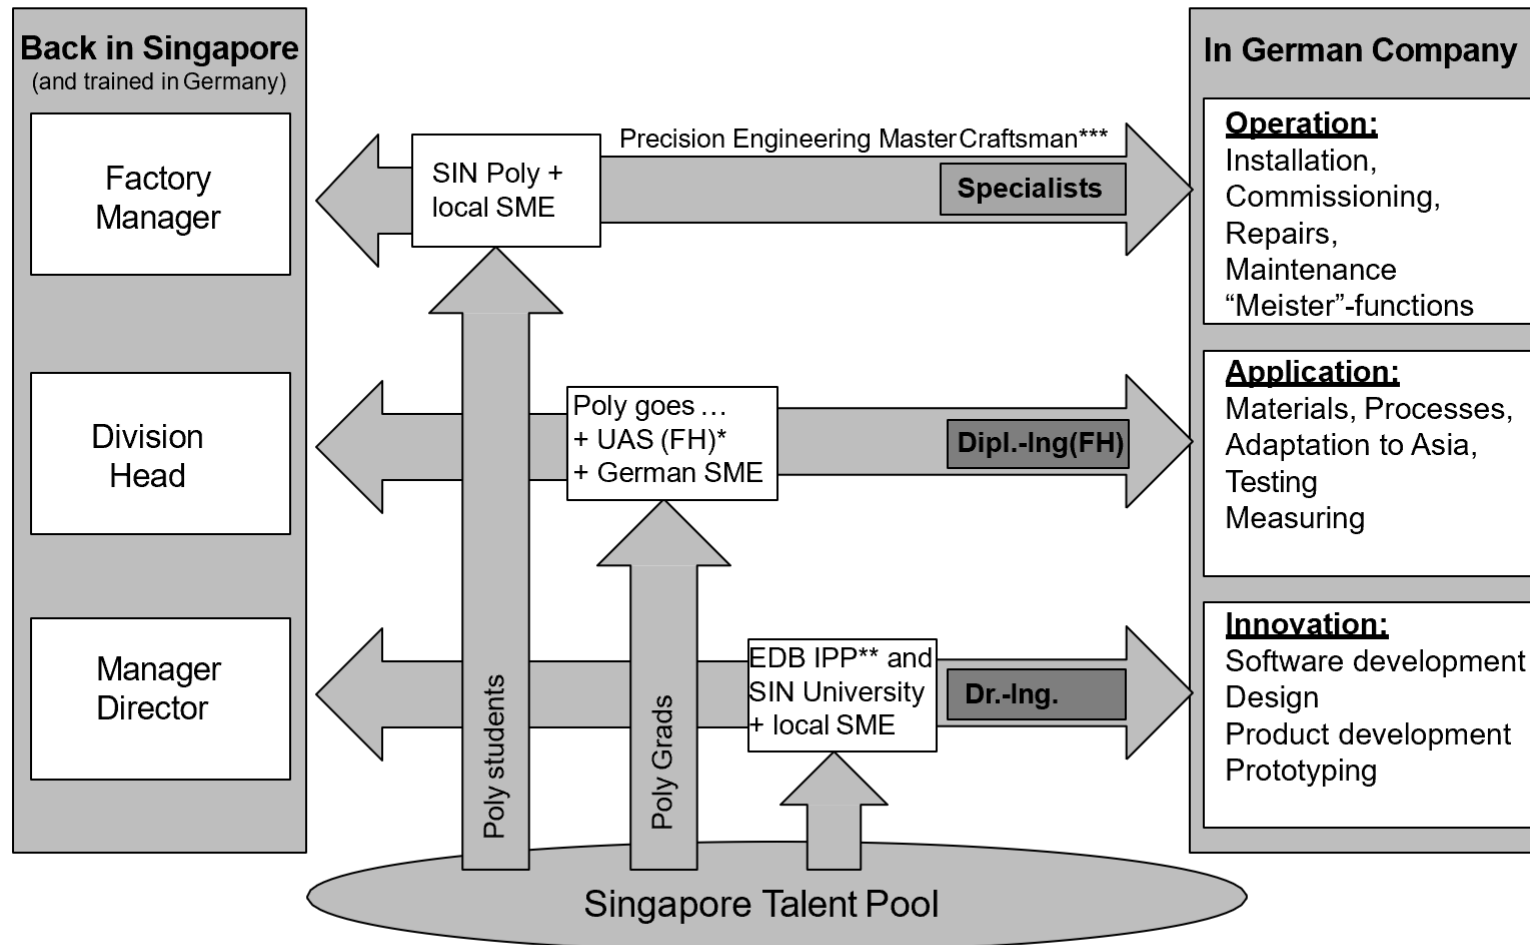 Back in Singapore
(and trained in Germany)
Factory
Manager
Division
Head
Manager
Director
SIN Poly +
local SME
Precision Engineering MasterCraftsman***
Specialists
Poly goes ...
+ UAS (FH)*
+ German SME
Dipl.-Ing(FH)
EDB IPP** and
SIN University
+ local SME
Dr.-Ing.
Poly students
Poly Grads
Singapore Talent Pool
In German Company
Operation:
Installation,
Commissioning,
Repairs,
Maintenance
“Meister”-functions
Application:
Materials, Processes,
Adaptation to Asia,
Testing
Measuring
Innovation:
Software development
Design
Product development
Prototyping